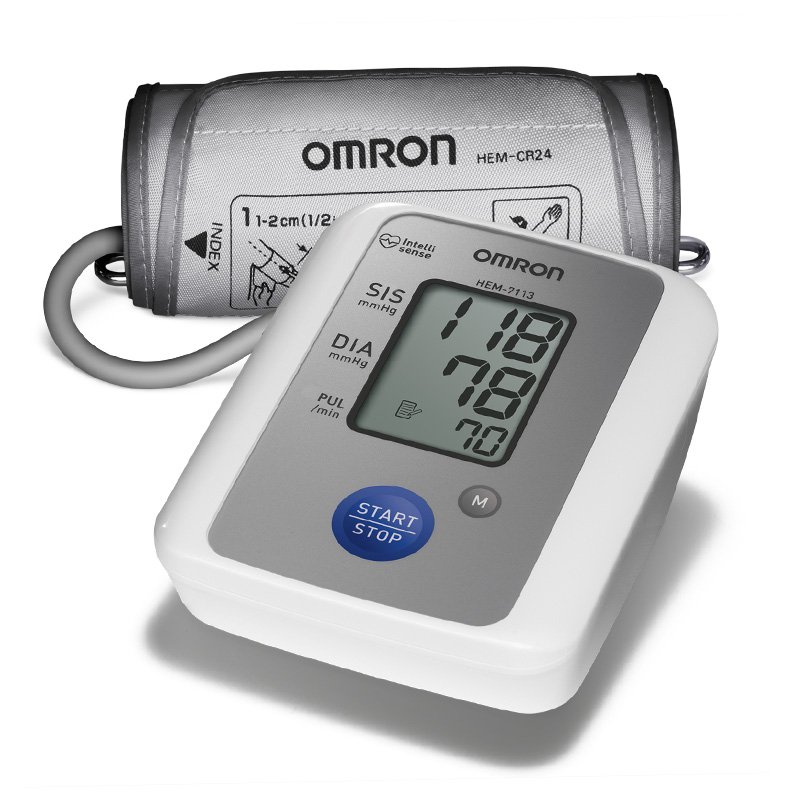 OMRON HEM-CR24
1 1-2cm(1/2
INDEX
Intelli
sense
OMRON
HEM-7113
SIS
mmHg
118
DIA
mmHg
78
PUL
/min
70
M
START
STOP